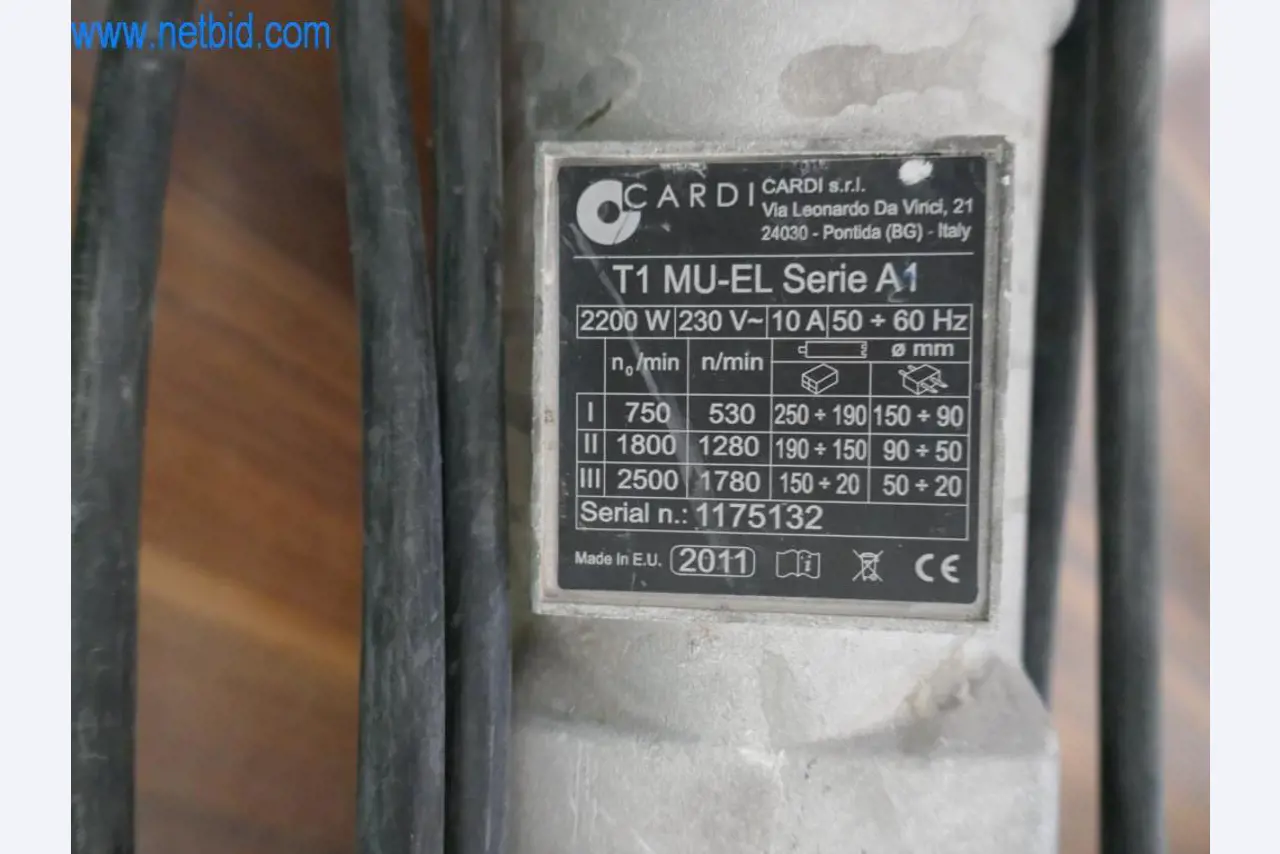 www.netbid.com
CARDI
CARDI s.r.l.
Via Leonardo Da Vinci, 21
24030 - Pontida (BG) - Italy
T1 MU-EL Serie A1
2200 W 230 V~ 10 A 50 ÷ 60 Hz
n₀/min n/min ø mm
I 750 530 250 ÷ 190 150 ÷ 90
II 1800 1280 190 ÷ 150 90 ÷ 50
III 2500 1780 150 ÷ 20 50 ÷ 20
Serial n.: 1175132
Made In E.U. 2011 i CE